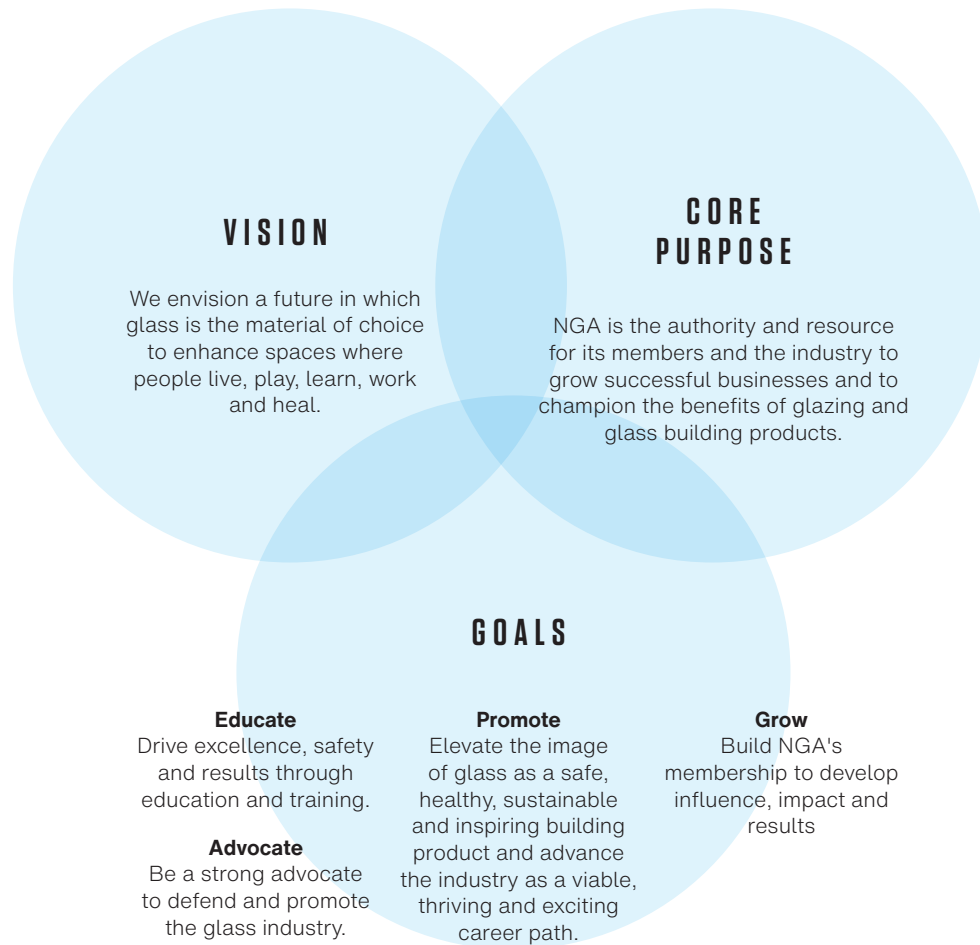 VISION
We envision a future in which
glass is the material of choice
to enhance spaces where
people live, play, learn, work
and heal.
CORE
PURPOSE
NGA is the authority and resource
for its members and the industry to
grow successful businesses and to
champion the benefits of glazing and
glass building products.
GOALS
Educate
Drive excellence, safety
and results through
education and training.
Advocate
Be a strong advocate
to defend and promote
the glass industry.
Promote
Elevate the image
of glass as a safe,
healthy, sustainable
and inspiring building
product and advance
the industry as a viable,
thriving and exciting
career path.
Grow
Build NGA's
membership to develop
influence, impact and
results